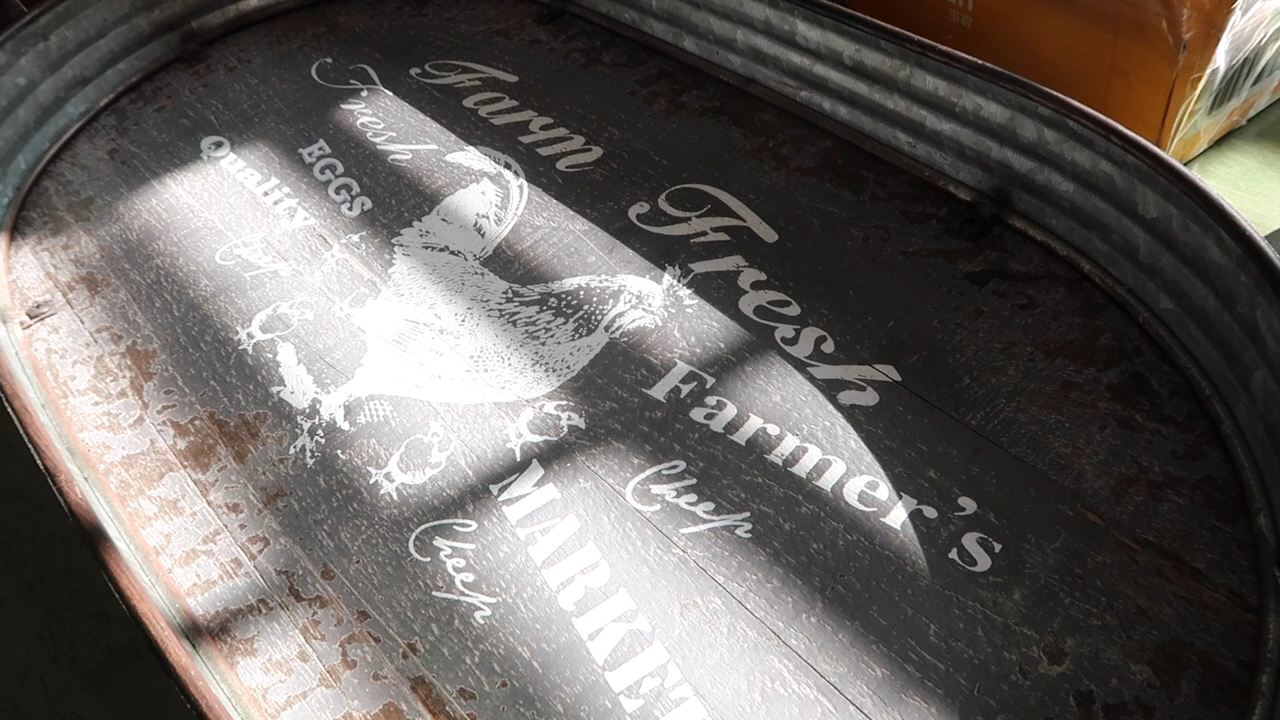 Farm
Fresh
Fresh
EGGS
Quality
Farmer's
MARKET
Cheep
Cheep